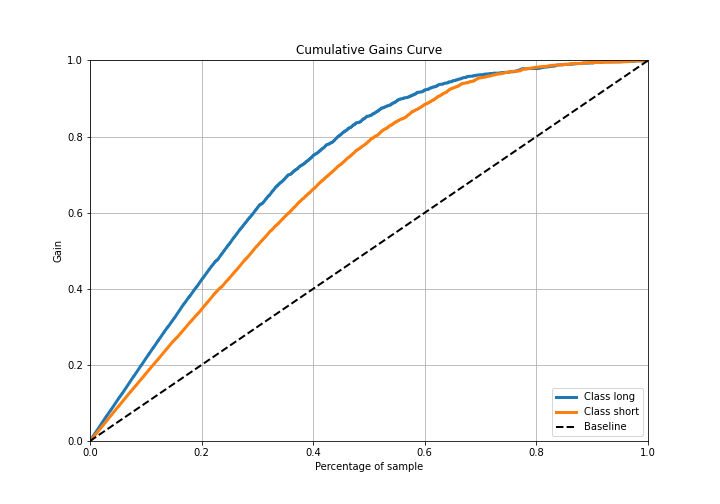 Cumulative Gains Curve
1.0
0.8
0.6
0.4
0.2
0.0
Gain
0.0 0.2 0.4 0.6 0.8 1.0
Percentage of sample
Class long
Class short
Baseline